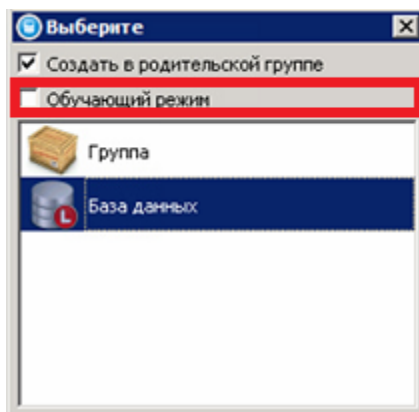 Выберите
Создать в родительской группе
Обучающий режим
Группа
L
База данных